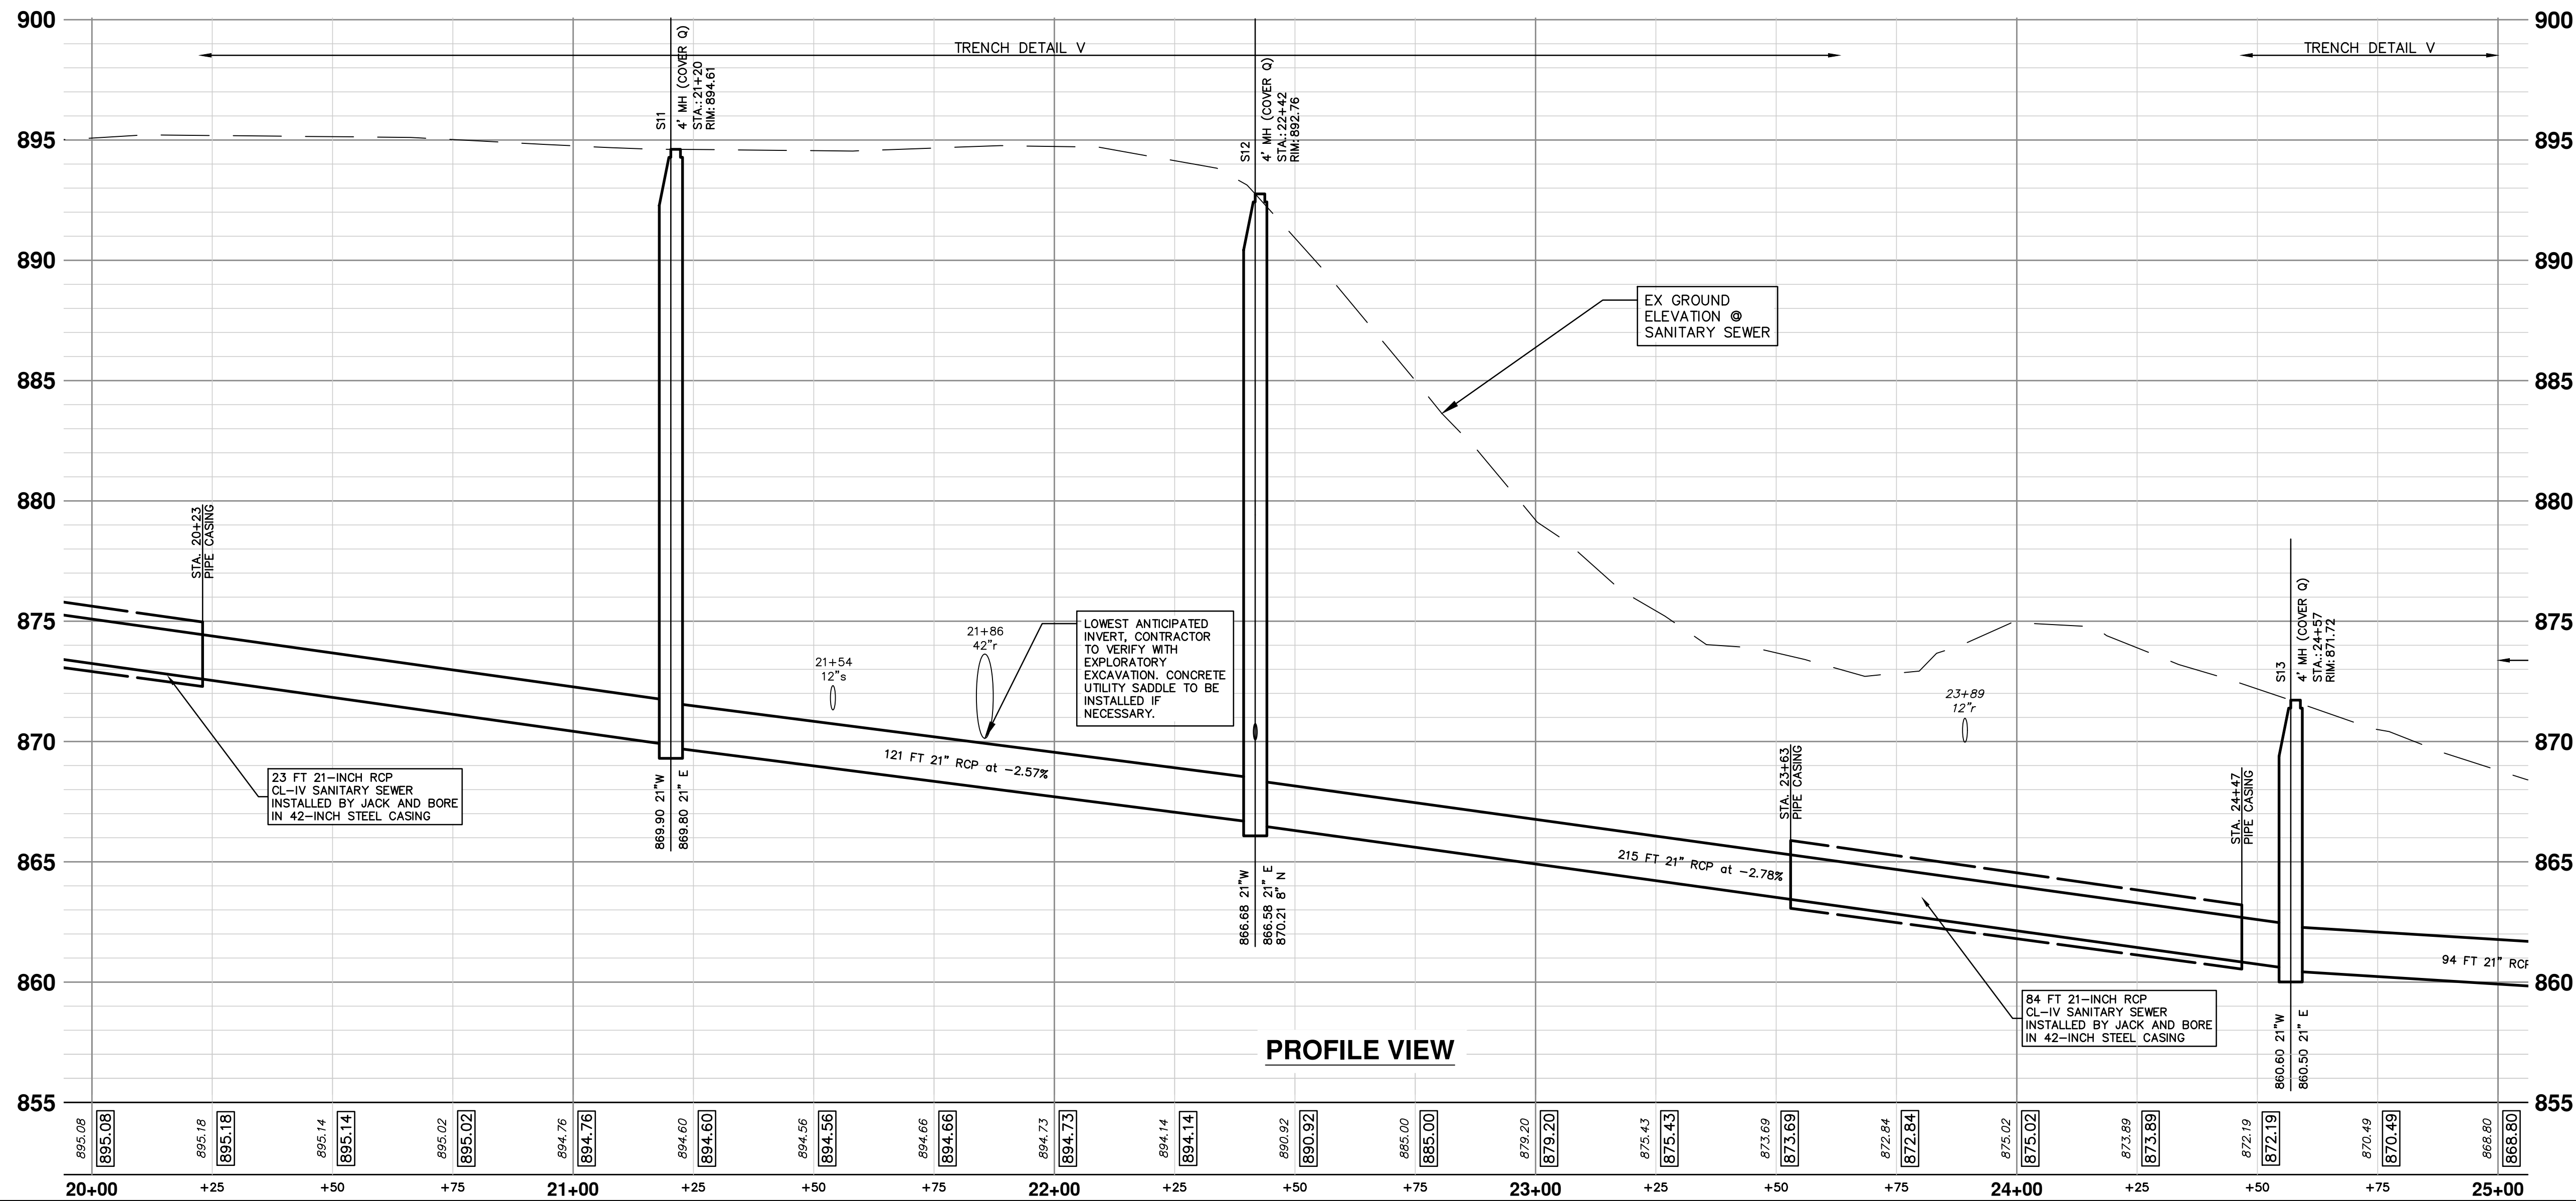 900
900
TRENCH DETAIL V
TRENCH DETAIL V
S11
4' MH (COVER Q)
STA.:21+20
RIM:894.61
S12
4' MH (COVER Q)
STA.:22+42
RIM:892.76
895
895
890
890
EX GROUND
ELEVATION @
SANITARY SEWER
885
885
880
880
STA. 20+23
PIPE CASING
875
875
21+54
12"s
21+86
42"r
LOWEST ANTICIPATED
INVERT, CONTRACTOR
TO VERIFY WITH
EXPLORATORY
EXCAVATION. CONCRETE
UTILITY SADDLE TO BE
INSTALLED IF
NECESSARY.
23+89
12"r
S13
4' MH (COVER Q)
STA.:24+57
RIM:871.72
870
870
121 FT 21" RCP at -2.57%
23 FT 21-INCH RCP
CL-IV SANITARY SEWER
INSTALLED BY JACK AND BORE
IN 42-INCH STEEL CASING
869.90 21"W
869.80 21" E
STA. 23+63
PIPE CASING
STA. 24+47
PIPE CASING
865
865
215 FT 21" RCP at -2.78%
866.68 21"W
866.58 21" E
870.21 8" N
94 FT 21" RCP
860
860
84 FT 21-INCH RCP
CL-IV SANITARY SEWER
INSTALLED BY JACK AND BORE
IN 42-INCH STEEL CASING
860.60 21"W
860.50 21" E
PROFILE VIEW
855
855
895.08
895.08
895.18
895.18
895.14
895.14
895.02
895.02
894.76
894.76
894.60
894.60
894.56
894.56
894.66
894.66
894.73
894.73
894.14
894.14
890.92
890.92
885.00
885.00
879.20
879.20
875.43
875.43
873.69
873.69
872.84
872.84
875.02
875.02
873.89
873.89
872.19
872.19
870.49
870.49
868.80
868.80
20+00 +25 +50 +75 21+00 +25 +50 +75 22+00 +25 +50 +75 23+00 +25 +50 +75 24+00 +25 +50 +75 25+00